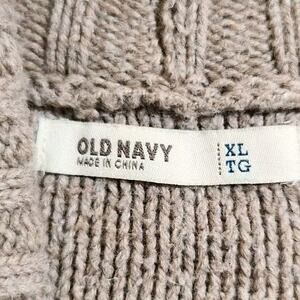 OLD NAVY
MADE IN CHINA
XL
TG